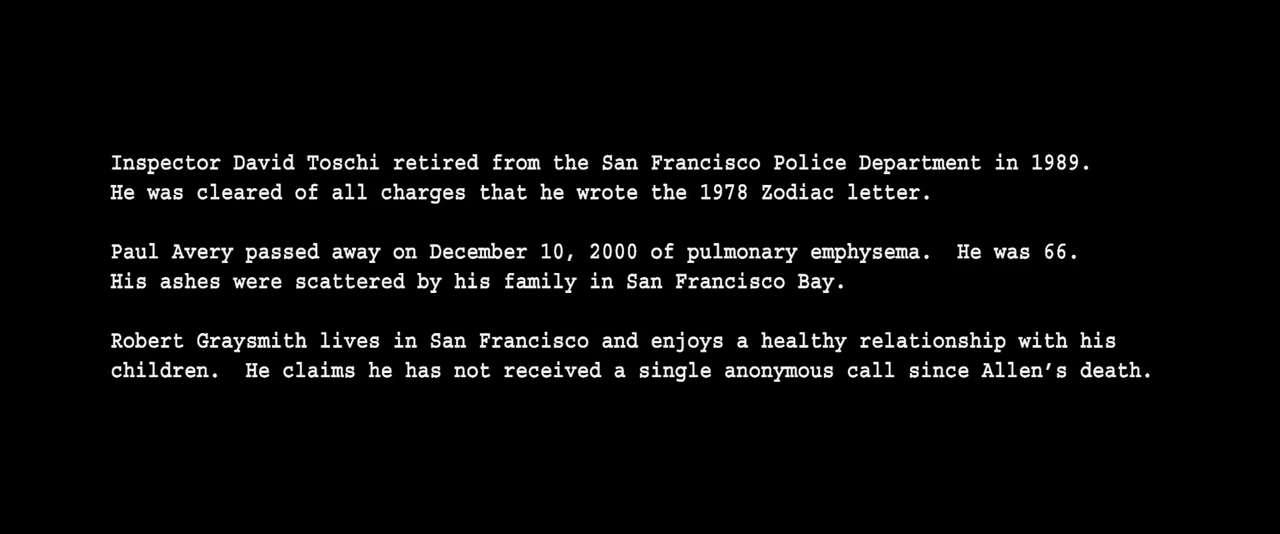 Inspector David Toschi retired from the San Francisco Police Department in 1989.
He was cleared of all charges that he wrote the 1978 Zodiac letter.
Paul Avery passed away on December 10, 2000 of pulmonary emphysema.  He was 66.
His ashes were scattered by his family in San Francisco Bay.
Robert Graysmith lives in San Francisco and enjoys a healthy relationship with his
children.  He claims he has not received a single anonymous call since Allen's death.